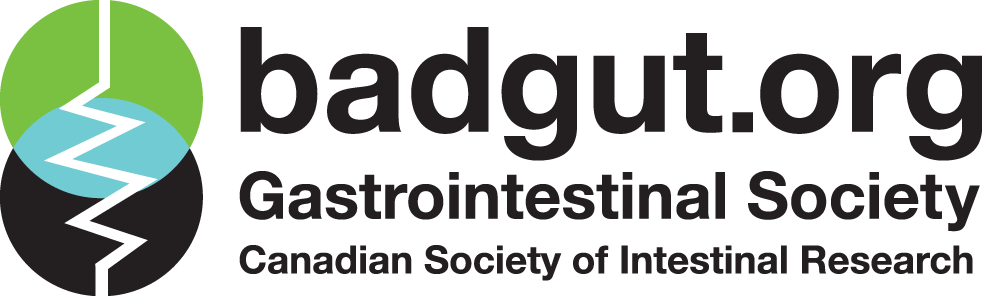 badgut.org
Gastrointestinal Society
Canadian Society of Intestinal Research